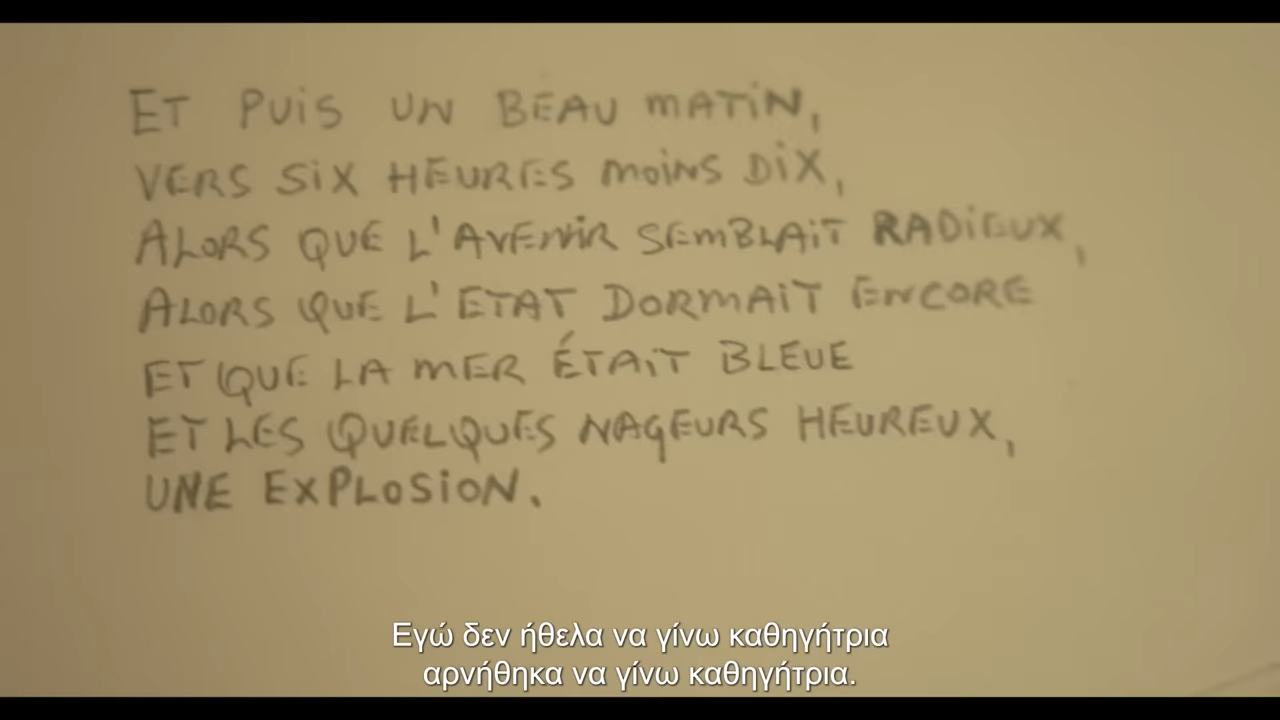 ET PUIS UN BEAU MATIN,
VERS SIX HEURES MOINS DIX,
ALORS QUE L'AVENIR SEMBLAIT RADIEUX,
ALORS QUE L'ETAT DORMAIT ENCORE
ET QUE LA MER ÉTAIT BLEUE
ET LES QUELQUES NAGEURS HEUREUX,
UNE EXPLOSION.
Εγώ δεν ήθελα να γίνω καθηγήτρια
αρνήθηκα να γίνω καθηγήτρια.